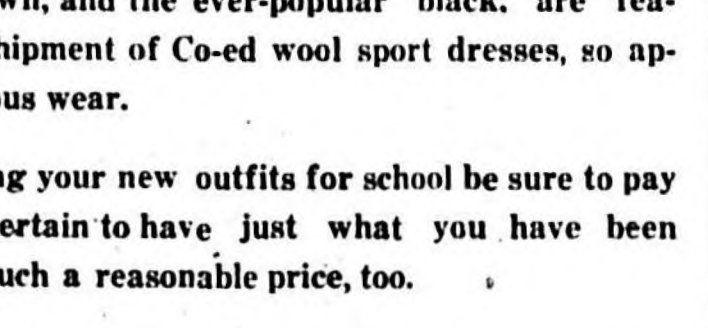 wn, and the ever-popular black, are fea-
hipment of Co-ed wool sport dresses, so ap-
ous wear.
ng your new outfits for school be sure to pay
ertain to have just what you have been
uch a reasonable price, too.